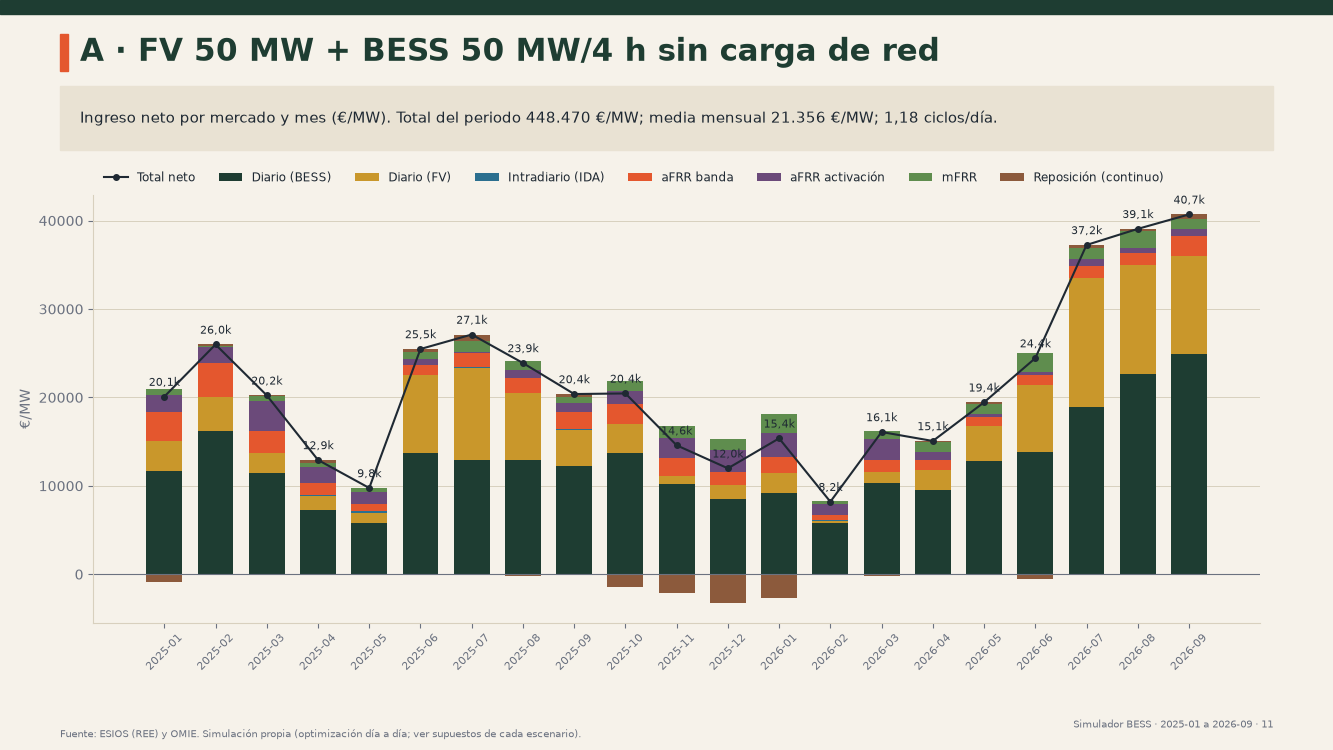 A · FV 50 MW + BESS 50 MW/4 h sin carga de red
Ingreso neto por mercado y mes (€/MW). Total del periodo 448.470 €/MW; media mensual 21.356 €/MW; 1,18 ciclos/día.
Total neto Diario (BESS) Diario (FV) Intradiario (IDA) aFRR banda aFRR activación mFRR Reposición (continuo)
€/MW
40000
30000
20000
10000
0
20,1k
26,0k
20,2k
12,9k
9,8k
25,5k
27,1k
23,9k
20,4k
20,4k
14,6k
12,0k
15,4k
8,2k
16,1k
15,1k
19,4k
24,4k
37,2k
39,1k
40,7k
2025-01
2025-02
2025-03
2025-04
2025-05
2025-06
2025-07
2025-08
2025-09
2025-10
2025-11
2025-12
2026-01
2026-02
2026-03
2026-04
2026-05
2026-06
2026-07
2026-08
2026-09
Simulador BESS · 2025-01 a 2026-09 · 11
Fuente: ESIOS (REE) y OMIE. Simulación propia (optimización día a día; ver supuestos de cada escenario).